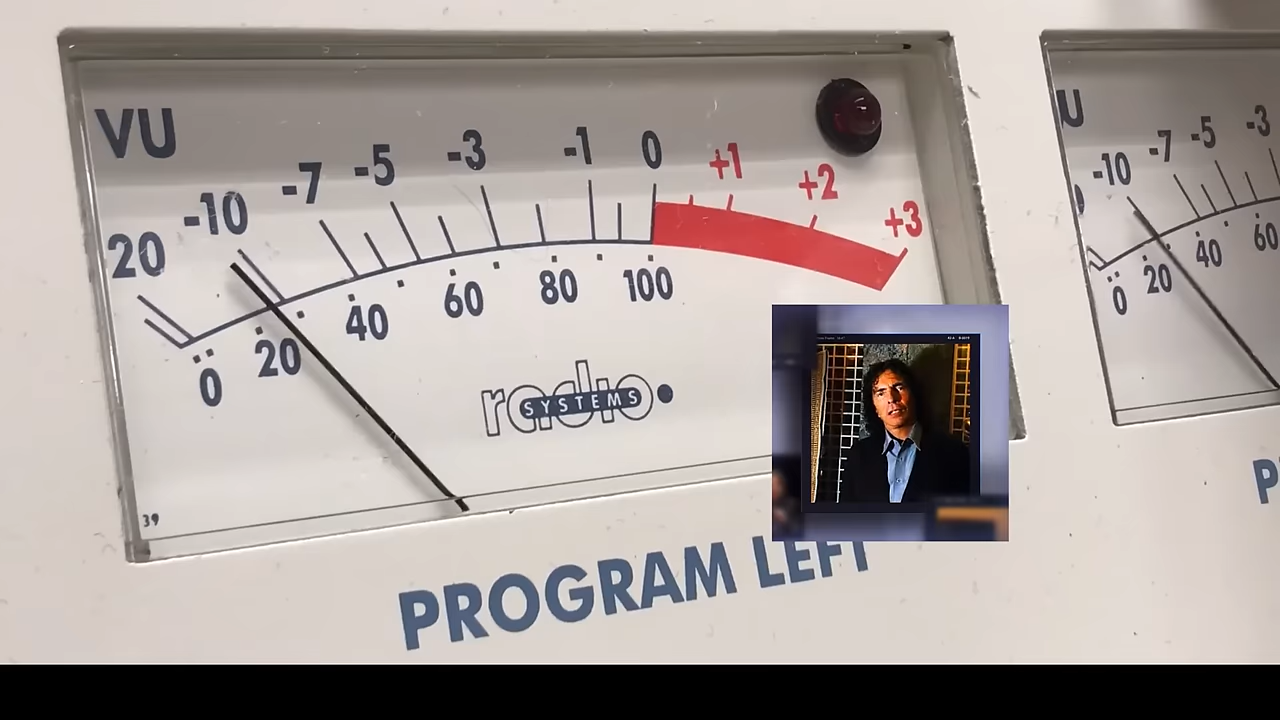 VU
20 -10 -7 -5 -3 -1 0 +1 +2 +3
0 20 40 60 80 100
radio
SYSTEMS
39
PROGRAM LEFT
U
-10 -7 -5 -3
0 20 40 60
P